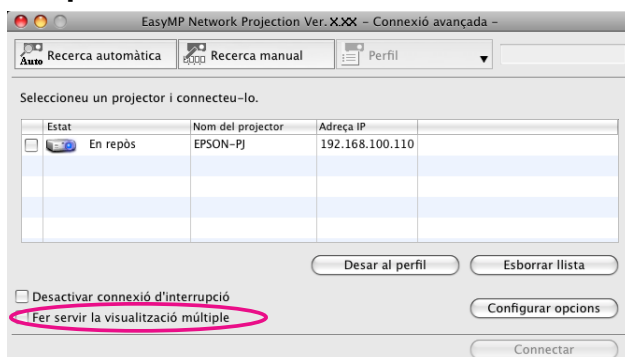 EasyMP Network Projection Ver. X.XX – Connexió avançada –
Auto Recerca automàtica Recerca manual Perfil
Seleccioneu un projector i connecteu-lo.
Estat Nom del projector Adreça IP
En repòs EPSON-PJ 192.168.100.110
Desar al perfil Esborrar llista
Desactivar connexió d'interrupció
Fer servir la visualització múltiple
Configurar opcions
Connectar